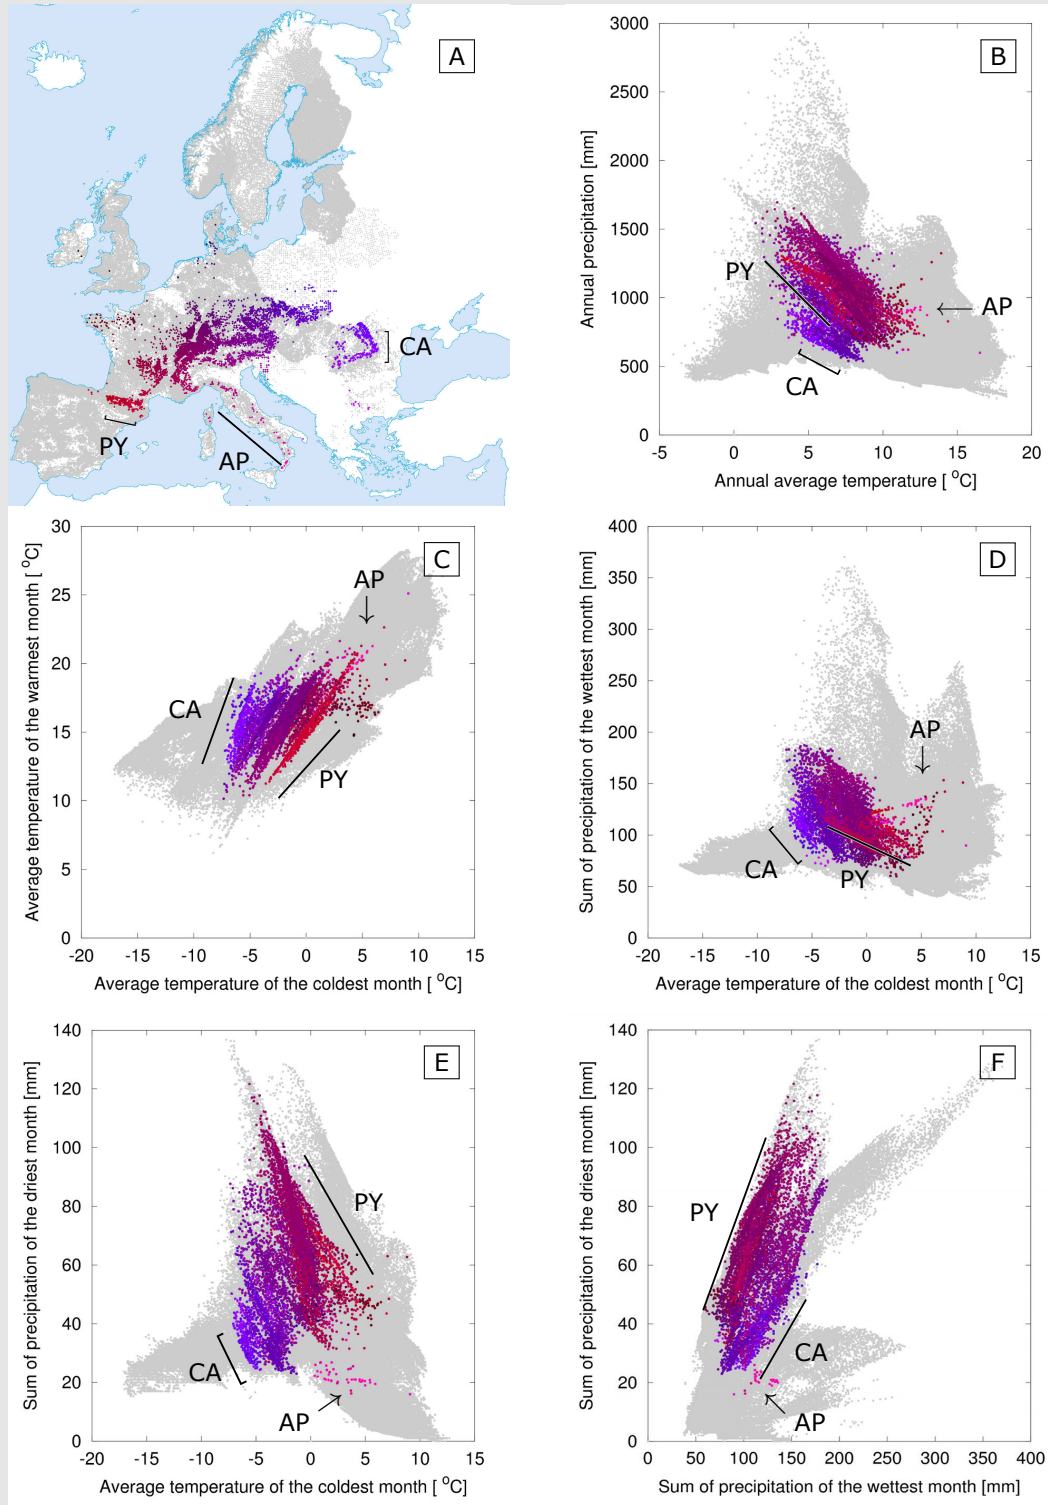 A
CA
PY
AP
B
3000
2500
2000
1500
1000
500
0
-5
0
5
10
15
20
Annual precipitation [mm]
Annual average temperature [ °C]
PY
AP
CA
C
30
25
20
15
10
5
0
-20
-15
-10
-5
0
5
10
15
Average temperature of the warmest month [ °C]
Average temperature of the coldest month [ °C]
AP
CA
PY
D
400
350
300
250
200
150
100
50
0
-20
-15
-10
-5
0
5
10
15
Sum of precipitation of the wettest month [mm]
Average temperature of the coldest month [ °C]
AP
CA
PY
E
140
120
100
80
60
40
20
0
-20
-15
-10
-5
0
5
10
15
Sum of precipitation of the driest month [mm]
Average temperature of the coldest month [ °C]
PY
CA
AP
F
140
120
100
80
60
40
20
0
0
50
100
150
200
250
300
350
400
Sum of precipitation of the driest month [mm]
Sum of precipitation of the wettest month [mm]
PY
CA
AP